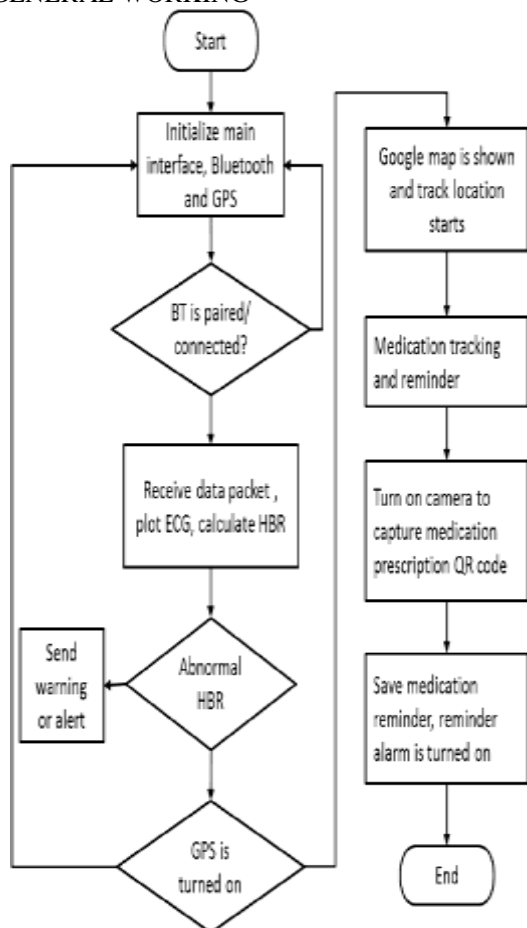 GENERAL WORKING
Start
Initialize main
interface, Bluetooth
and GPS
BT is paired/
connected?
Receive data packet ,
plot ECG, calculate HBR
Abnormal
HBR
Send
warning
or alert
GPS is
turned on
Google map is shown
and track location
starts
Medication tracking
and reminder
Turn on camera to
capture medication
prescription QR code
Save medication
reminder, reminder
alarm is turned on
End